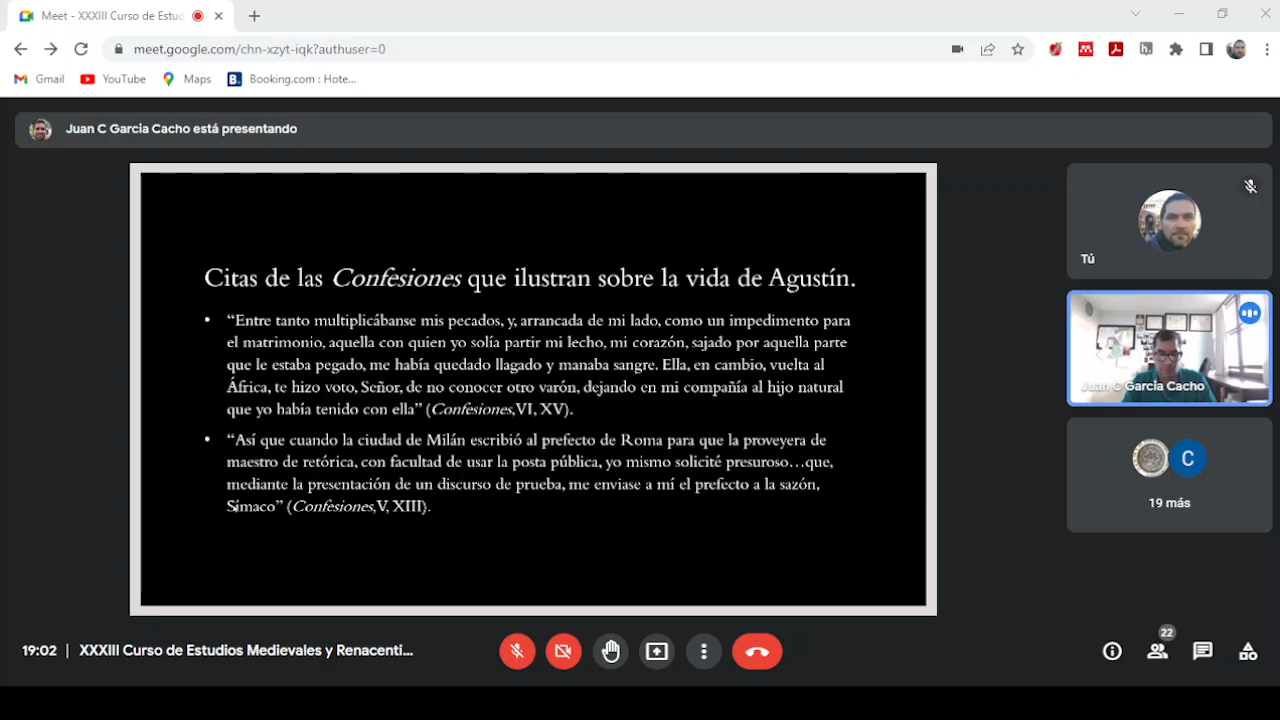 Meet - XXXIII Curso de Estud
meet.google.com/chn-xzyt-iqk?authuser=0
Gmail YouTube Maps B. Booking.com : Hote...
Juan C Garcia Cacho está presentando
Citas de las Confesiones que ilustran sobre la vida de Agustín.
• “Entre tanto multiplicábanse mis pecados, y, arrancada de mi lado, como un impedimento para
el matrimonio, aquella con quien yo solía partir mi lecho, mi corazón, sajado por aquella parte
que le estaba pegado, me había quedado llagado y manaba sangre. Ella, en cambio, vuelta al
África, te hizo voto, Señor, de no conocer otro varón, dejando en mi compañía al hijo natural
que yo había tenido con ella” (Confesiones,VI, XV).
• “Así que cuando la ciudad de Milán escribió al prefecto de Roma para que la proveyera de
maestro de retórica, con facultad de usar la posta pública, yo mismo solicité presuroso…que,
mediante la presentación de un discurso de prueba, me enviase a mí el prefecto a la sazón,
Símaco” (Confesiones,V, XIII).
Tú
Juan C Garcia Cacho
C
19 más
19:02 | XXXIII Curso de Estudios Medievales y Renacenti...
22